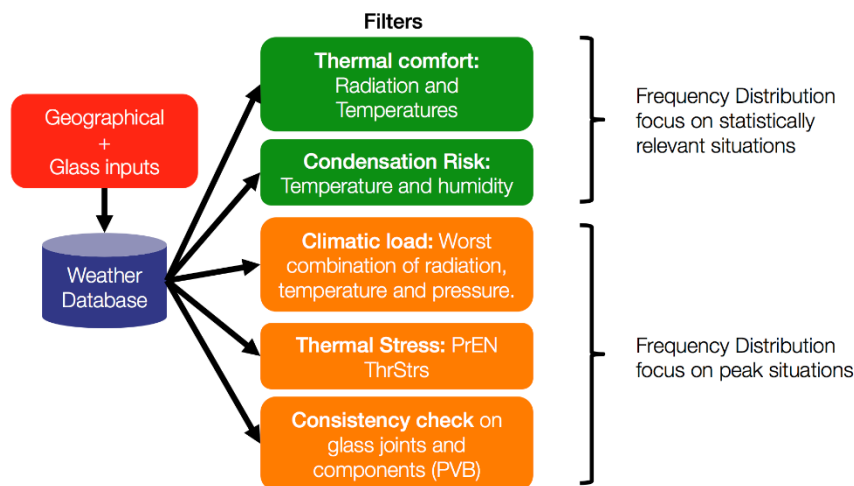 Filters
Geographical
+
Glass inputs
Weather
Database
Thermal comfort:
Radiation and
Temperatures
Condensation Risk:
Temperature and humidity
Climatic load: Worst
combination of radiation,
temperature and pressure.
Thermal Stress: PrEN
ThrStrs
Consistency check on
glass joints and
components (PVB)
Frequency Distribution
focus on statistically
relevant situations
Frequency Distribution
focus on peak situations